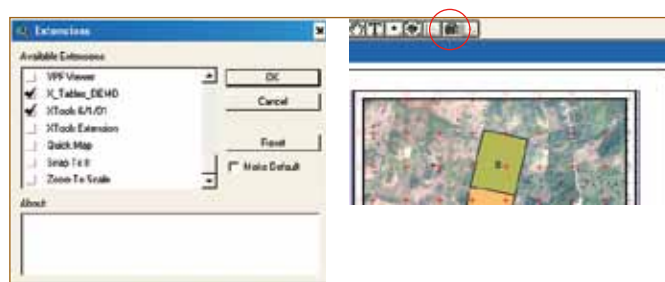 Extensions
Available Extensions
VPF Viewer
X_Tables_DEMO
XTools 6/1/01
XTools Extension
Quick Map
Snap To It
Zoom To Scale
OK
Cancel
Reset
Make Default
About:
T